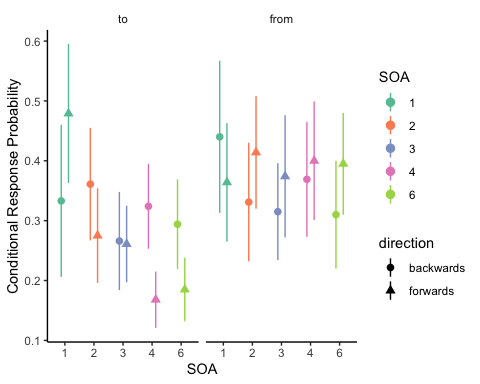 to from
Conditional Response Probability
0.6
0.5
0.4
0.3
0.2
0.1
1 2 3 4 6 1 2 3 4 6
SOA
SOA
1
2
3
4
6
direction
backwards
forwards